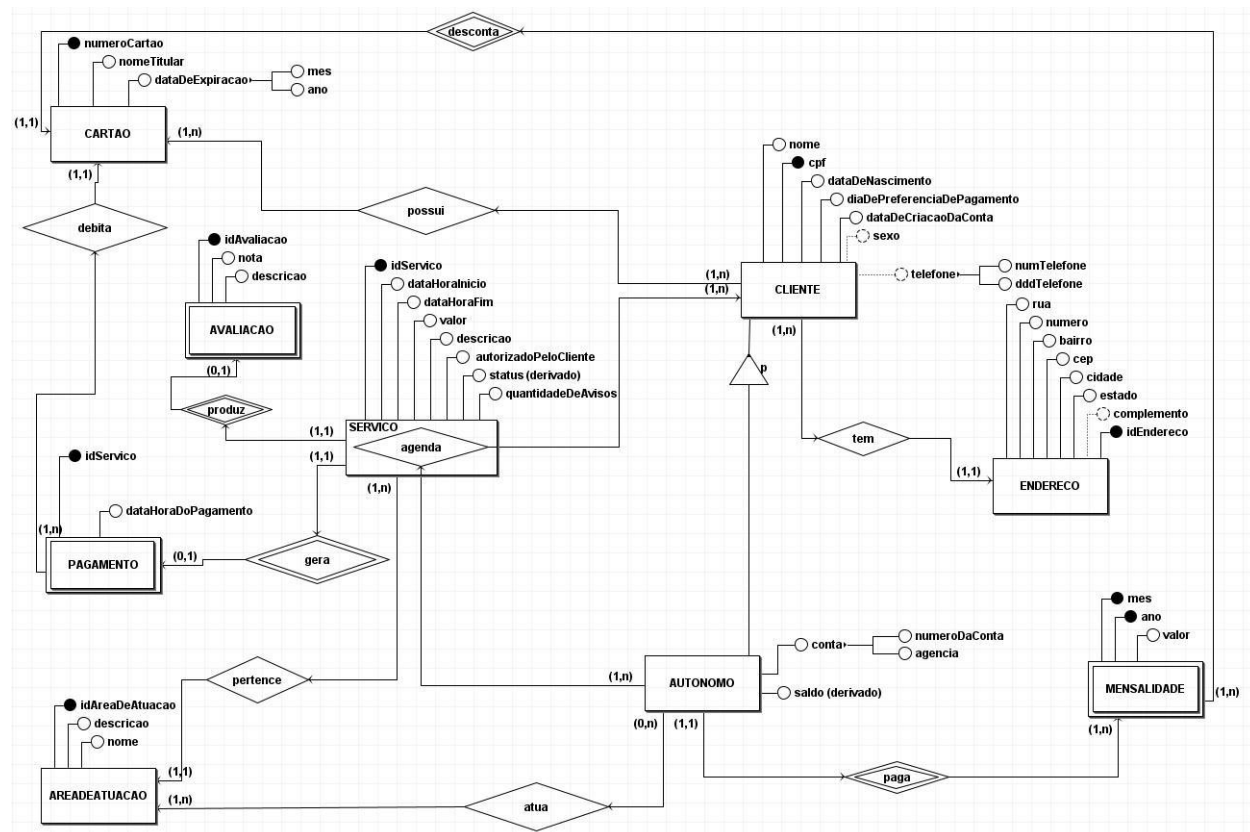 desconta
numeroCartao
nomeTitular
dataDeExpiracao
mes
ano
(1,1)
CARTAO
(1,n)
(1,1)
debita
possui
nome
cpf
dataDeNascimento
diaDePreferenciaDePagamento
dataDeCriacaoDaConta
sexo
telefone
numTelefone
dddTelefone
(1,n)
(1,n)
CLIENTE
(1,n)
idAvaliacao
nota
descricao
AVALIACAO
(0,1)
produz
idServico
dataHoraInicio
dataHoraFim
valor
descricao
autorizadoPeloCliente
status (derivado)
quantidadeDeAvisos
SERVICO
agenda
(1,1)
(1,1)
(1,n)
p
rua
numero
bairro
cep
cidade
estado
complemento
idEndereco
tem
(1,1)
ENDERECO
idServico
dataHoraDoPagamento
(1,n)
PAGAMENTO
(0,1)
gera
pertence
(1,n)
AUTONOMO
conta
numeroDaConta
agencia
saldo (derivado)
(0,n)
(1,1)
mes
ano
valor
MENSALIDADE
(1,n)
(1,n)
idAreaDeAtuacao
descricao
nome
(1,1)
AREADEATUACAO
(1,n)
atua
paga